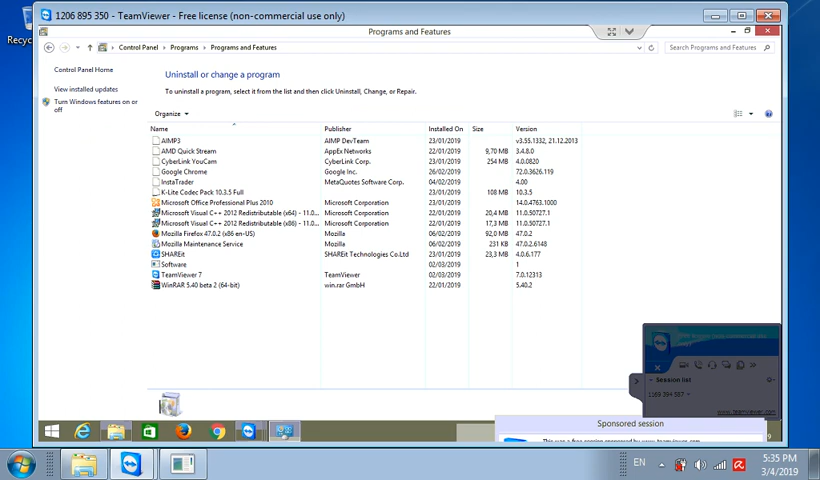 Recyc
1206 895 350 - TeamViewer - Free license (non-commercial use only)
Programs and Features
Control Panel > Programs > Programs and Features
Search Programs and Features
Control Panel Home
View installed updates
Turn Windows features on or off
Uninstall or change a program
To uninstall a program, select it from the list and then click Uninstall, Change, or Repair.
Organize
Name Publisher Installed On Size Version
AIMP3 AIMP DevTeam 23/01/2019 v3.55.1332, 21.12.2013
AMD Quick Stream AppEx Networks 22/01/2019 9,70 MB 3.4.8.0
CyberLink YouCam CyberLink Corp. 23/01/2019 254 MB 4.0.0820
Google Chrome Google Inc. 26/02/2019 72.0.3626.119
InstaTrader MetaQuotes Software Corp. 04/02/2019 4.00
K-Lite Codec Pack 10.3.5 Full 23/01/2019 108 MB 10.3.5
Microsoft Office Professional Plus 2010 Microsoft Corporation 23/01/2019 14.0.4763.1000
Microsoft Visual C++ 2012 Redistributable (x64) - 11.0.... Microsoft Corporation 22/01/2019 20,4 MB 11.0.50727.1
Microsoft Visual C++ 2012 Redistributable (x86) - 11.0.... Microsoft Corporation 22/01/2019 17,3 MB 11.0.50727.1
Mozilla Firefox 47.0.2 (x86 en-US) Mozilla 06/02/2019 92,0 MB 47.0.2
Mozilla Maintenance Service Mozilla 06/02/2019 231 KB 47.0.2.6148
SHAREit SHAREit Technologies Co.Ltd 23/01/2019 23,3 MB 4.0.6.177
Software 02/03/2019 1
TeamViewer 7 TeamViewer 02/03/2019 7.0.12313
WinRAR 5.40 beta 2 (64-bit) win.rar GmbH 22/01/2019 5.40.2
Session list
www.teamviewer.com
Sponsored session
This was a free session sponsored by www.teamviewer.com
EN
5:35 PM
3/4/2019